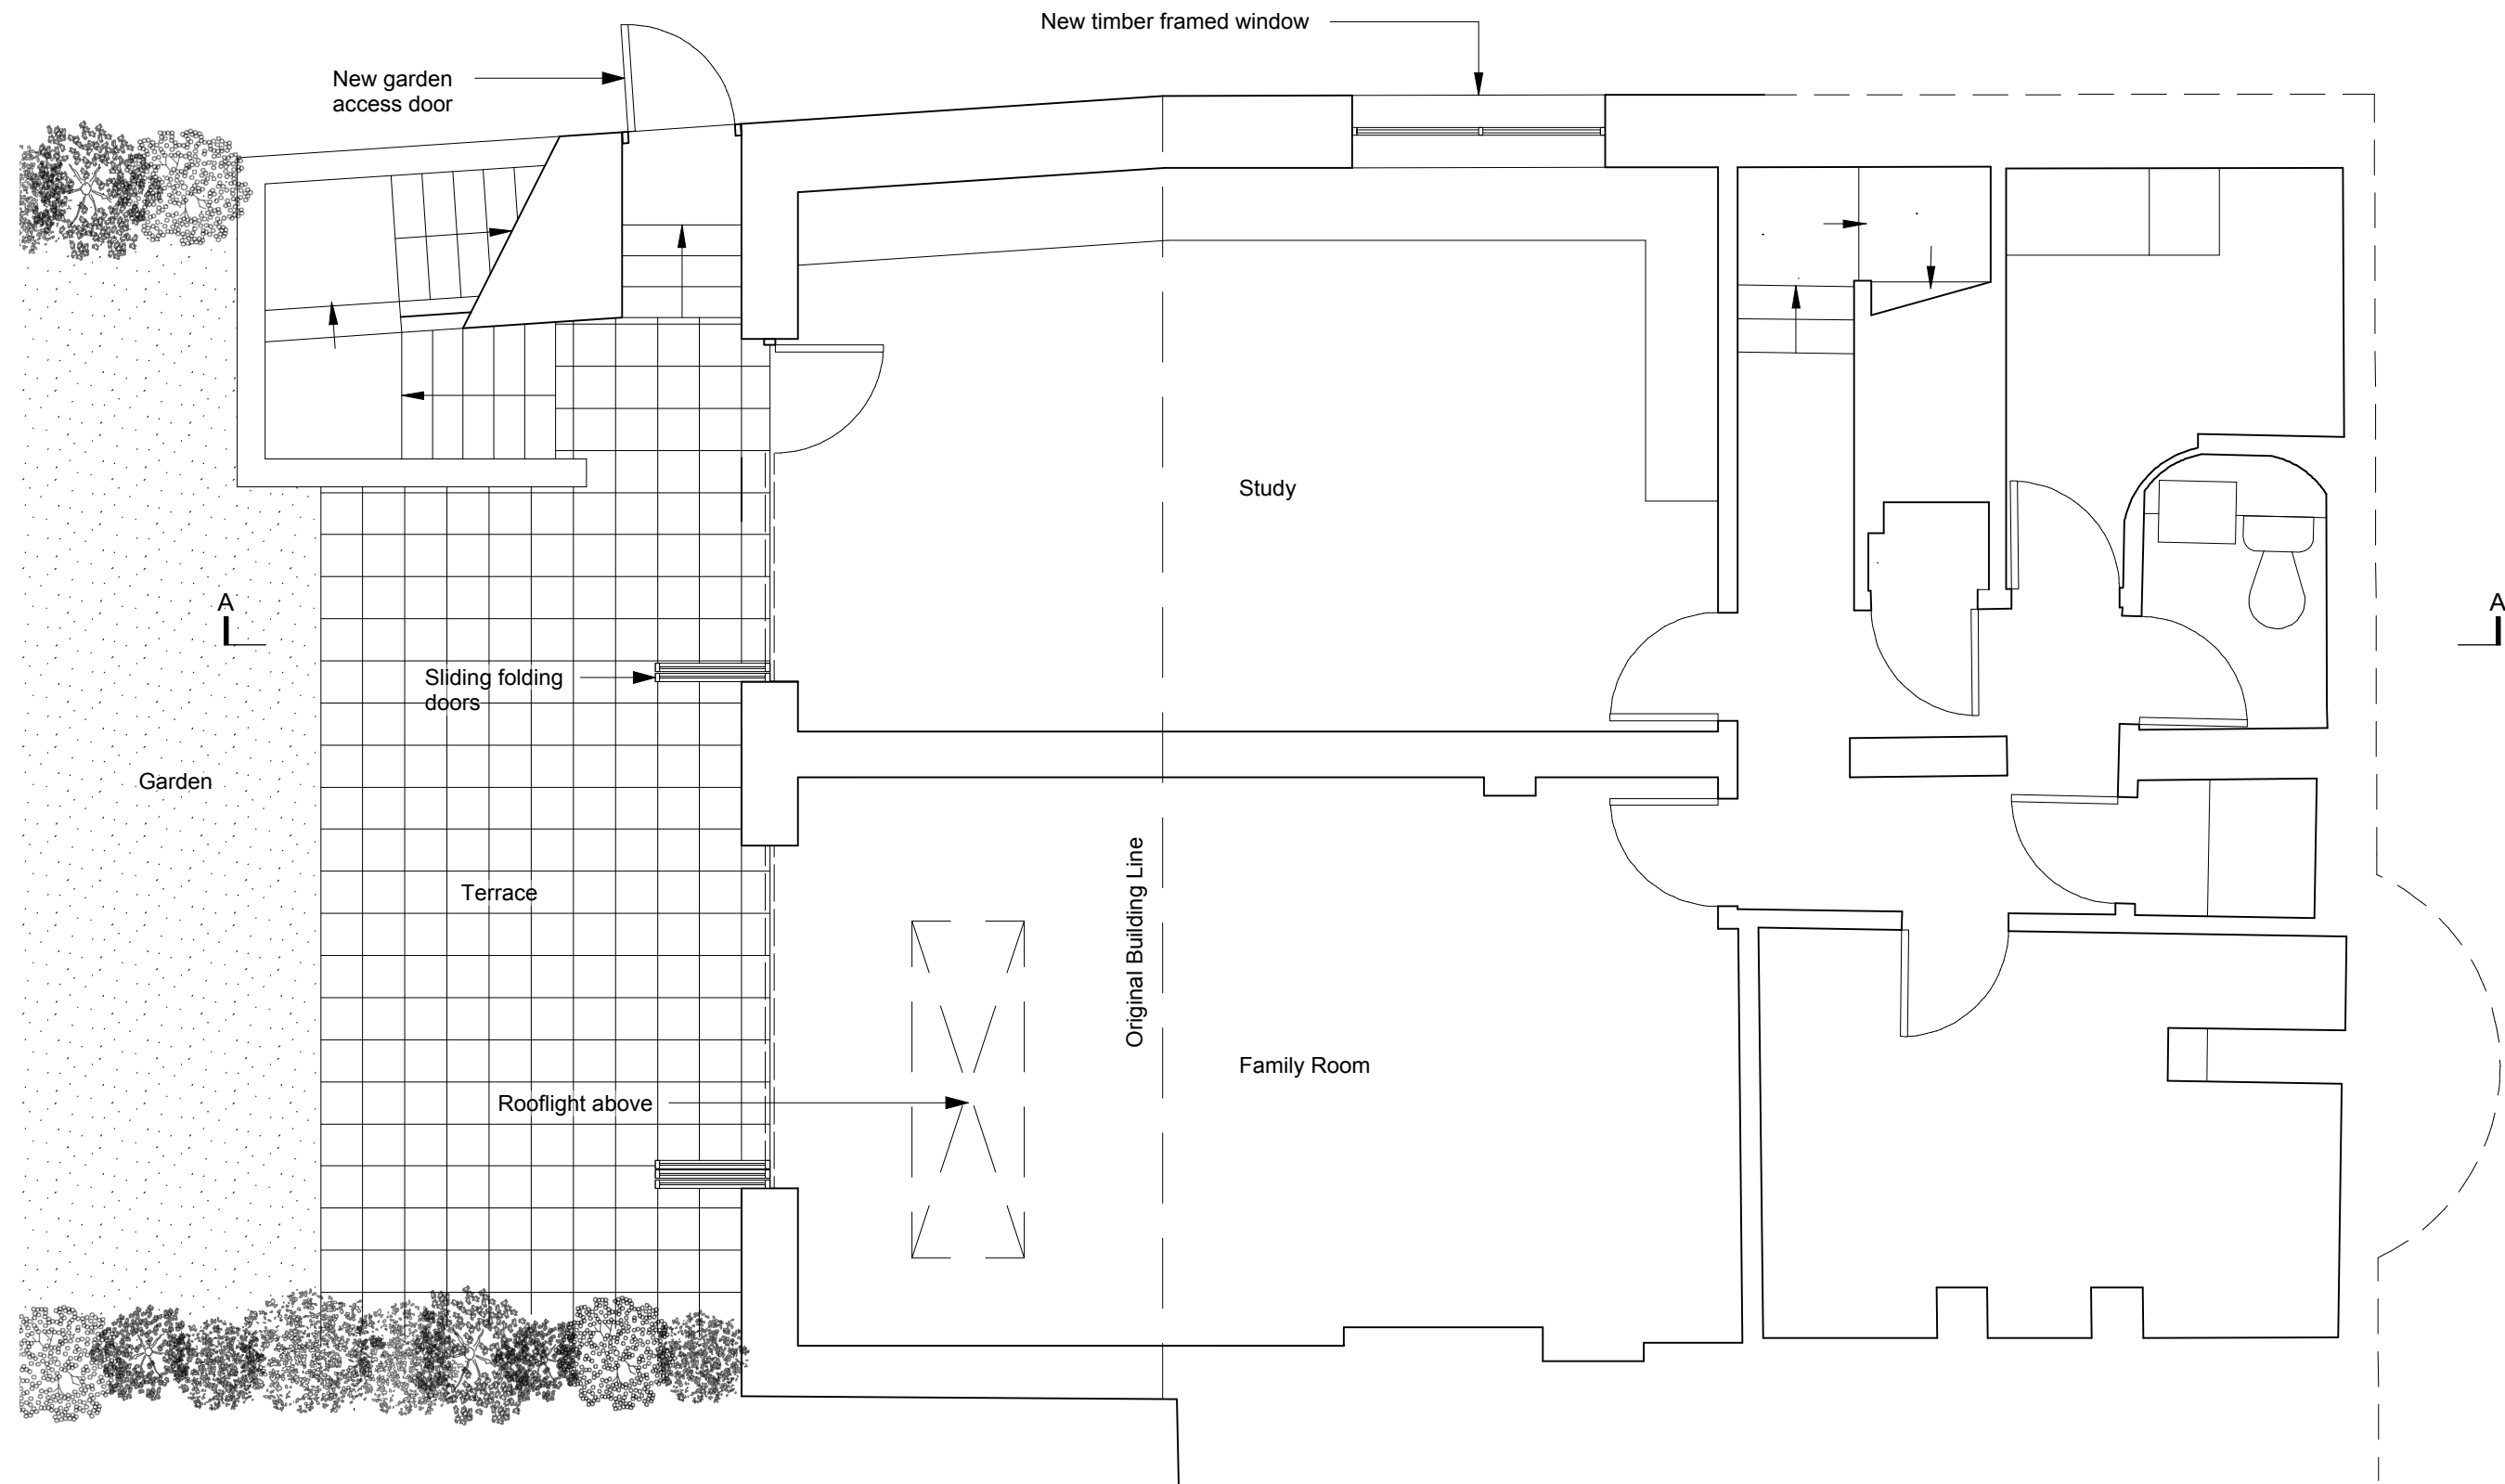 New timber framed window
New garden
access door
Study
A
A
Sliding folding
doors
Garden
Terrace
Original Building Line
Family Room
Rooflight above